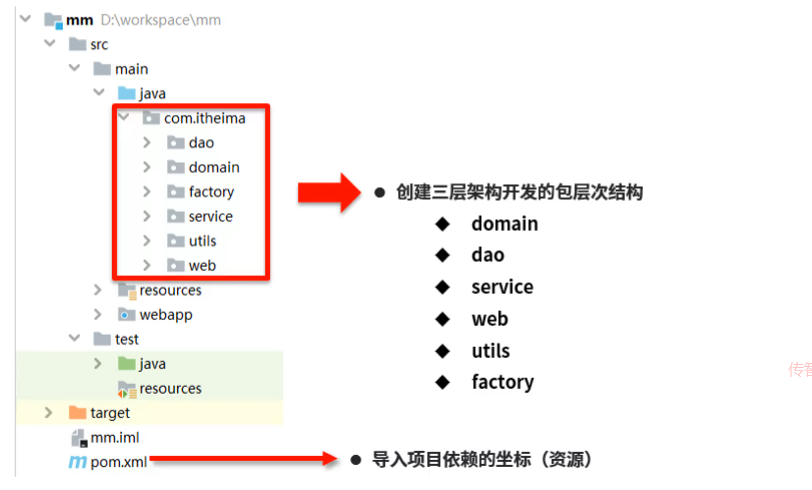 mm D:\workspace\mm
src
main
java
com.itheima
dao
domain
factory
service
utils
web
resources
webapp
test
java
resources
target
mm.iml
pom.xml
创建三层架构开发的包层次结构
domain
dao
service
web
utils
factory
导入项目依赖的坐标（资源）
传智